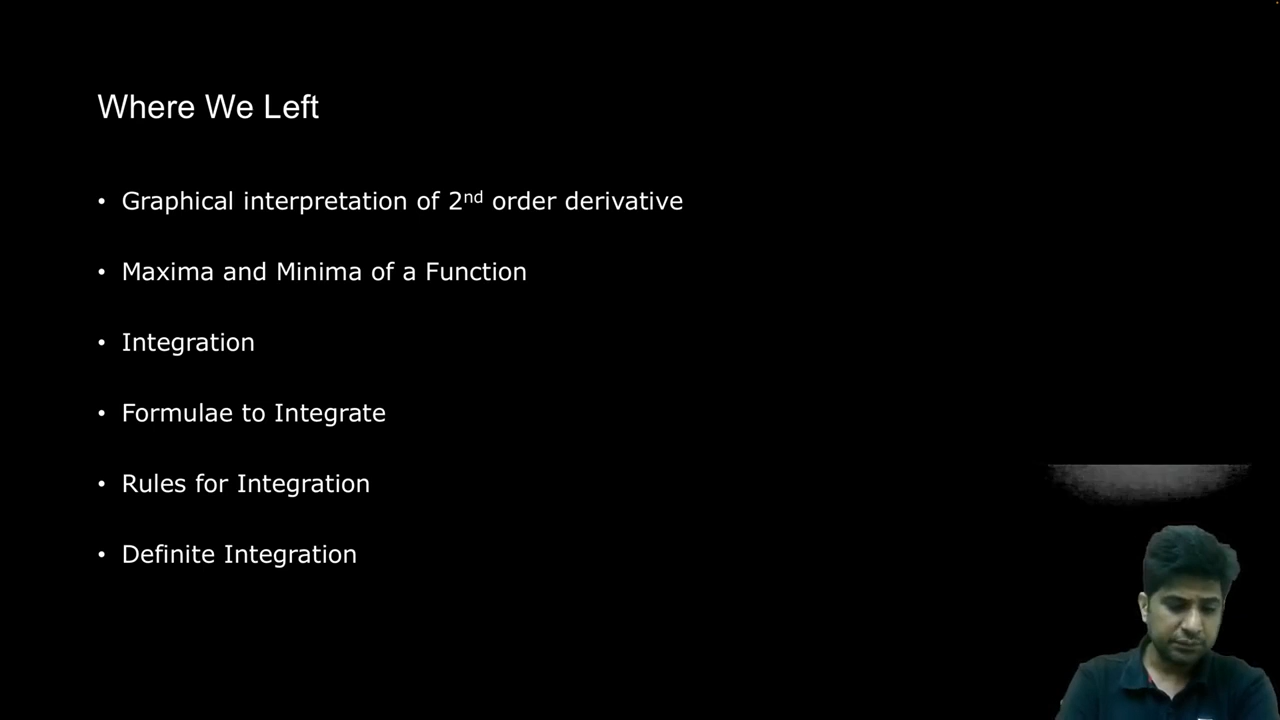 Where We Left
• Graphical interpretation of 2nd order derivative
• Maxima and Minima of a Function
• Integration
• Formulae to Integrate
• Rules for Integration
• Definite Integration